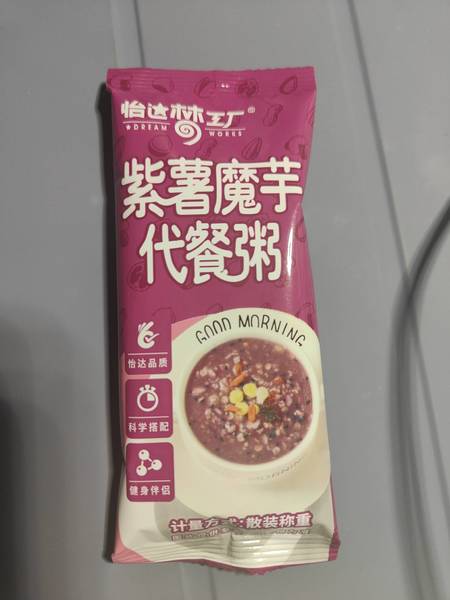 怡达梦工厂®
★DREAM WORKS
紫薯魔芋
代餐粥
GOOD MORNING
怡达品质
科学搭配
健身伴侣
计量方式:散装称重